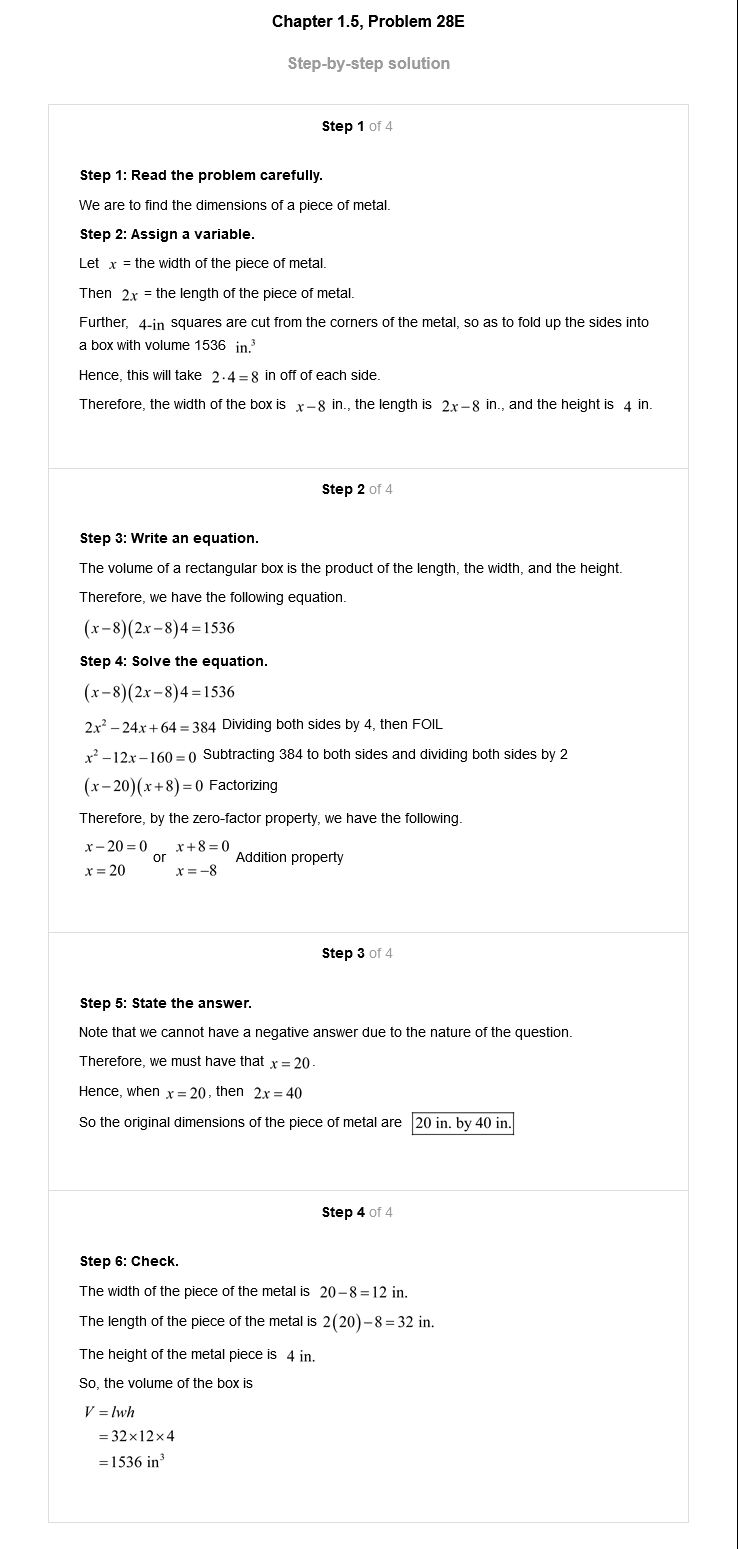 Chapter 1.5, Problem 28E
Step-by-step solution
Step 1 of 4
Step 1: Read the problem carefully.
We are to find the dimensions of a piece of metal.
Step 2: Assign a variable.
Let x = the width of the piece of metal.
Then 2x = the length of the piece of metal.
Further, 4-in squares are cut from the corners of the metal, so as to fold up the sides into
a box with volume 1536 in.³
Hence, this will take 2·4=8 in off of each side.
Therefore, the width of the box is x−8 in., the length is 2x−8 in., and the height is 4 in.
Step 2 of 4
Step 3: Write an equation.
The volume of a rectangular box is the product of the length, the width, and the height.
Therefore, we have the following equation.
(x−8)(2x−8)4=1536
Step 4: Solve the equation.
(x−8)(2x−8)4=1536
2x²−24x+64=384 Dividing both sides by 4, then FOIL
x²−12x−160=0 Subtracting 384 to both sides and dividing both sides by 2
(x−20)(x+8)=0 Factorizing
Therefore, by the zero-factor property, we have the following.
x−20=0 or x+8=0 Addition property
x=20 x=−8
Step 3 of 4
Step 5: State the answer.
Note that we cannot have a negative answer due to the nature of the question.
Therefore, we must have that x=20.
Hence, when x=20, then 2x=40
So the original dimensions of the piece of metal are 20 in. by 40 in.
Step 4 of 4
Step 6: Check.
The width of the piece of the metal is 20−8=12 in.
The length of the piece of the metal is 2(20)−8=32 in.
The height of the metal piece is 4 in.
So, the volume of the box is
V=lwh
=32×12×4
=1536 in³